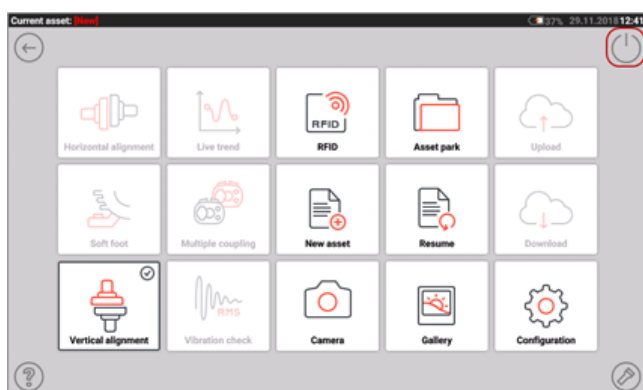 Current asset: [New] 37% 29.11.2018 12:41
RFID
Horizontal alignment Live trend RFID Asset park Upload
Soft foot Multiple coupling New asset Resume Download
RMS
Vertical alignment Vibration check Camera Gallery Configuration
?